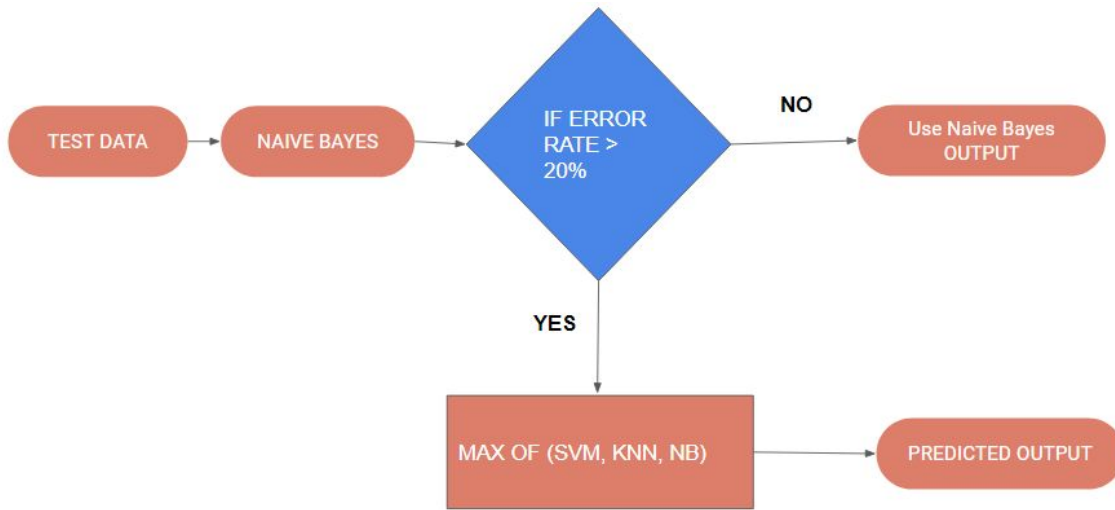 TEST DATA
NAIVE BAYES
IF ERROR
RATE >
20%
NO
Use Naive Bayes
OUTPUT
YES
MAX OF (SVM, KNN, NB)
PREDICTED OUTPUT